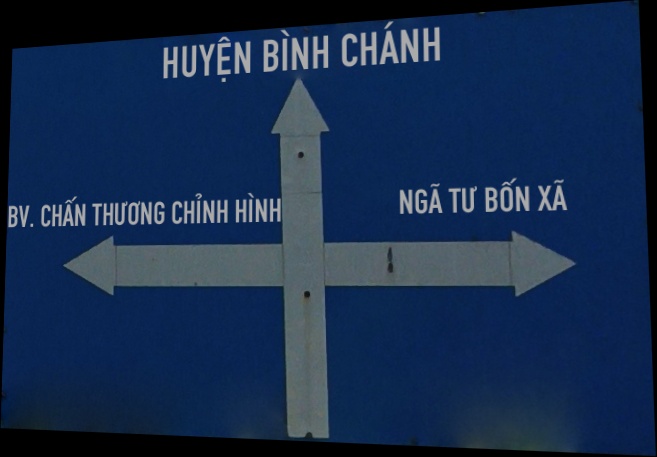 HUYỆN BÌNH CHÁNH
BV. CHẤN THƯƠNG CHỈNH HÌNH
NGÃ TƯ BỐN XÃ